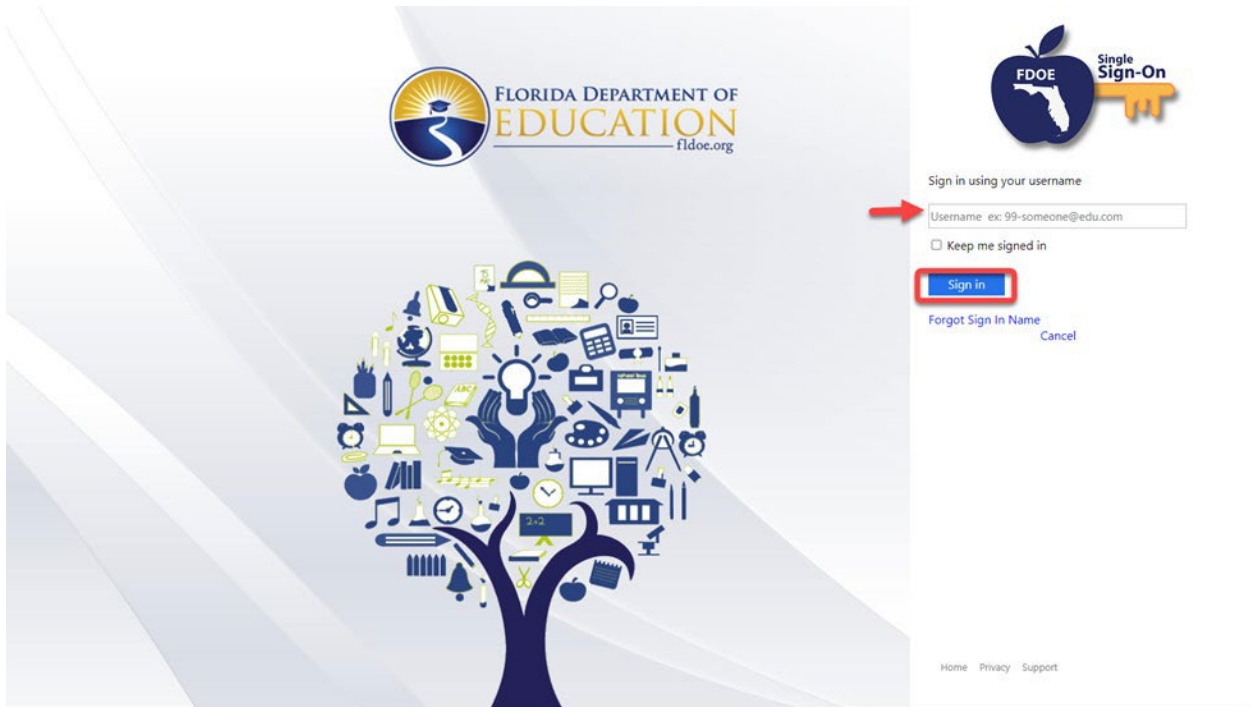 FLORIDA DEPARTMENT OF
EDUCATION
fldoe.org
FDOE
Single
Sign-On
Sign in using your username
Username ex: 99-someone@edu.com
Keep me signed in
Sign in
Forgot Sign In Name
Cancel
ABC
2+2
Home Privacy Support